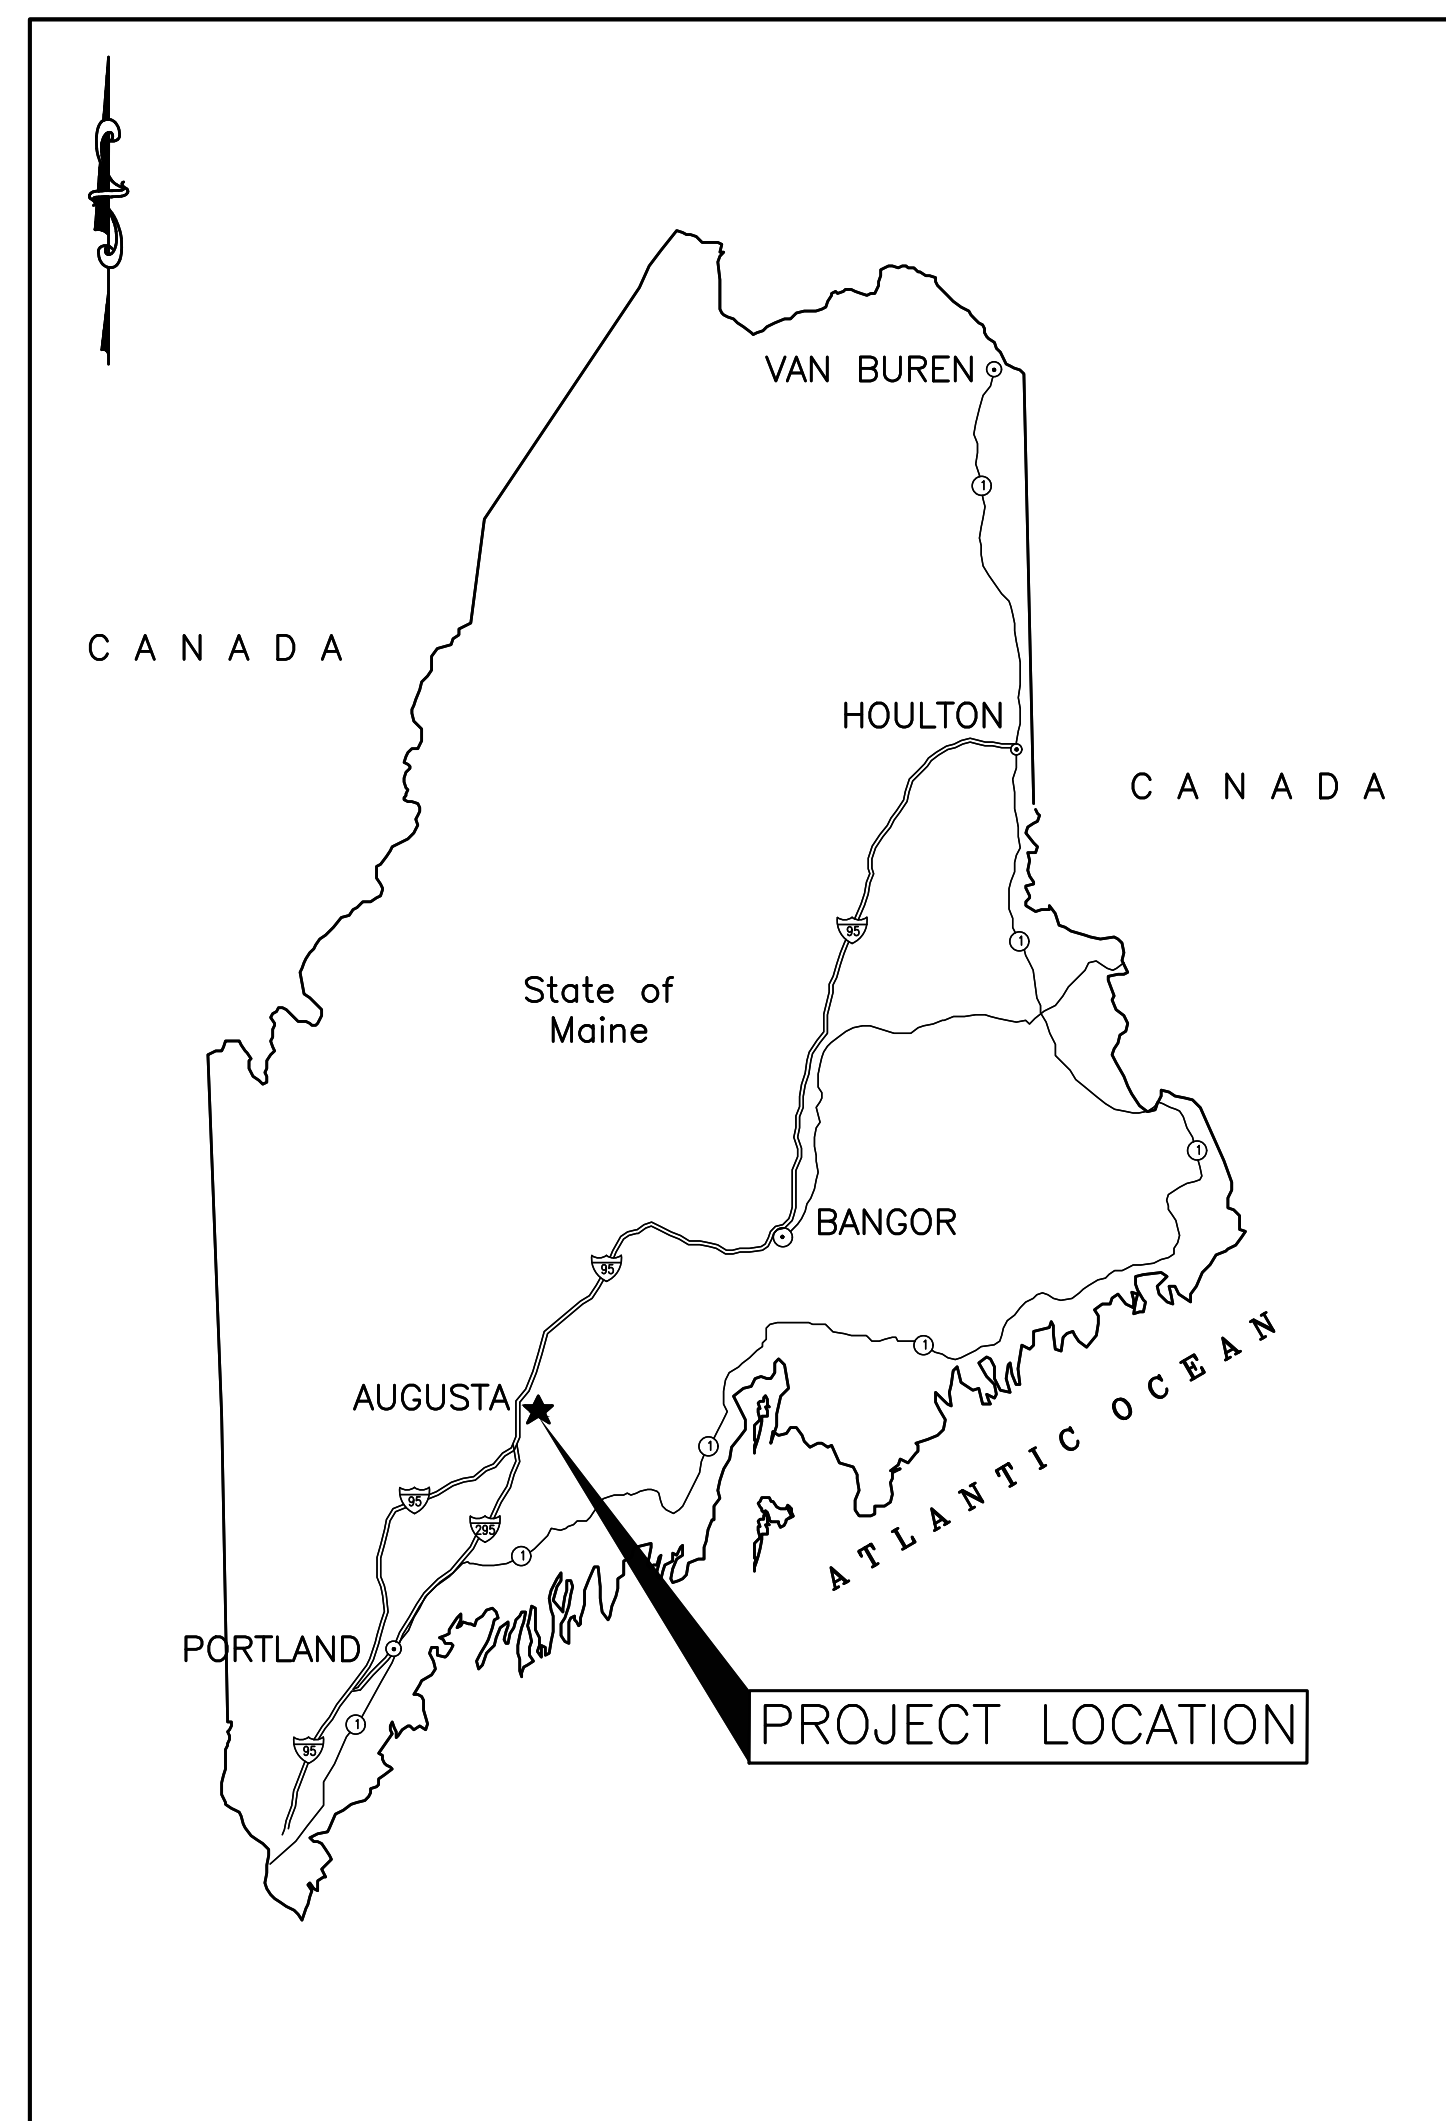 VAN BUREN
1
CANADA
HOULTON
CANADA
95
1
State of
Maine
1
BANGOR
95
1
ATLANTIC OCEAN
AUGUSTA
1
95
295
1
PORTLAND
PROJECT LOCATION
1
95